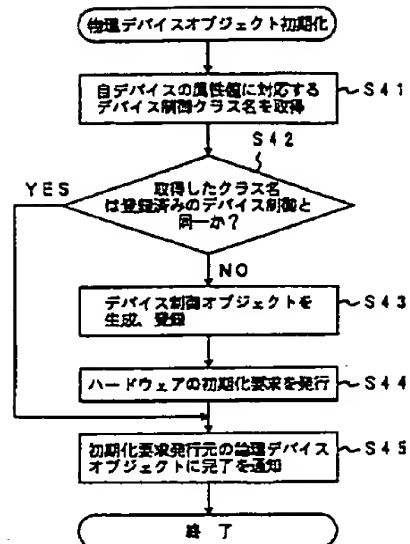 物理デバイスオブジェクト初期化
自デバイスの属性値に対応する
デバイス制御クラス名を取得
S41
S42
YES
取得したクラス名
は登録済みのデバイス制御と
同一か?
NO
デバイス制御オブジェクトを
生成、登録
S43
ハードウェアの初期化要求を発行
S44
初期化要求発行元の論理デバイス
オブジェクトに完了を通知
S45
終了